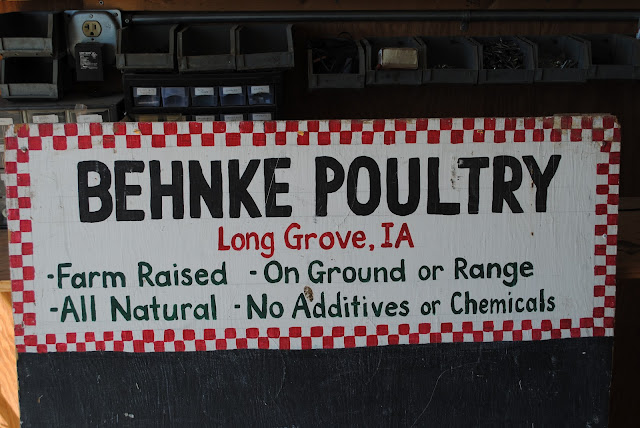 BEHNKE POULTRY
Long Grove, IA
-Farm Raised -On Ground or Range
-All Natural -No Additives or Chemicals